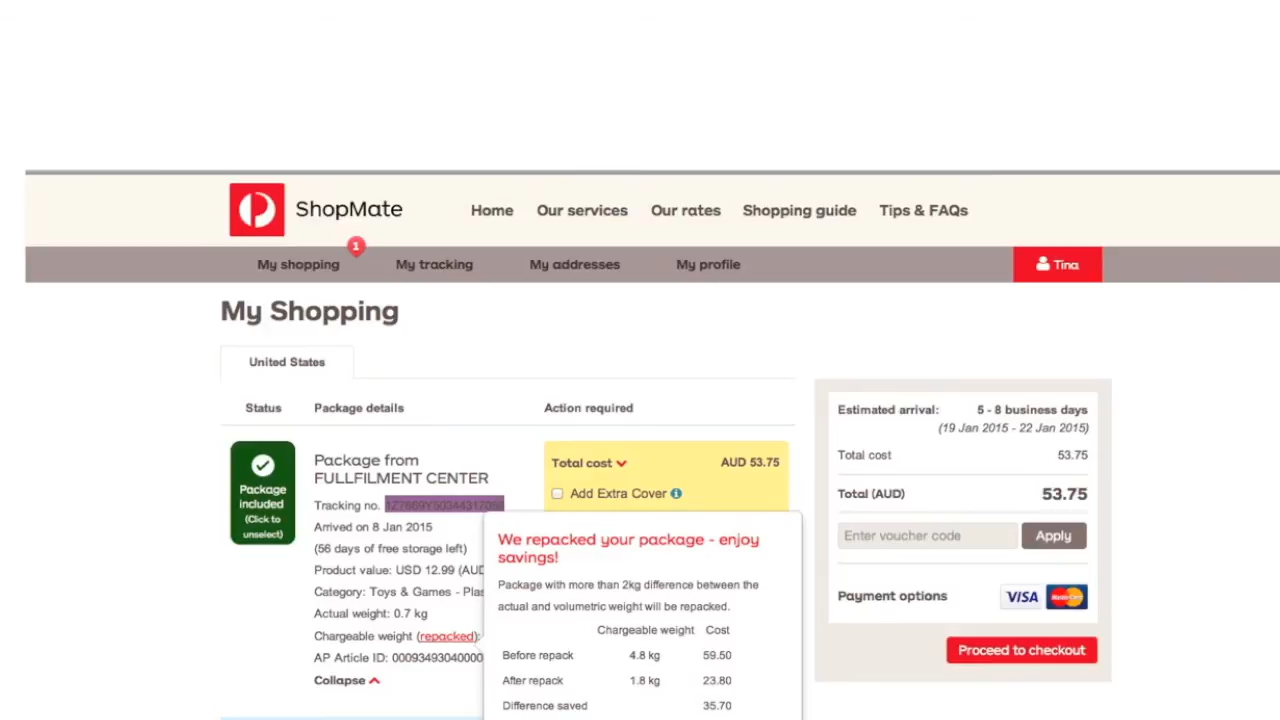 ShopMate
Home Our services Our rates Shopping guide Tips & FAQs
1
My shopping My tracking My addresses My profile Tina
My Shopping
United States
Status Package details Action required
Package included (Click to unselect)
Package from
FULLFILMENT CENTER
Tracking no.
Arrived on 8 Jan 2015
(56 days of free storage left)
Product value: USD 12.99 (AUD
Category: Toys & Games - Plas
Actual weight: 0.7 kg
Chargeable weight (repacked):
AP Article ID: 00093493040000
Collapse
Total cost AUD 53.75
Add Extra Cover
We repacked your package - enjoy
savings!
Package with more than 2kg difference between the
actual and volumetric weight will be repacked.
Chargeable weight Cost
Before repack 4.8 kg 59.50
After repack 1.8 kg 23.80
Difference saved 35.70
Estimated arrival: 5 - 8 business days
(19 Jan 2015 - 22 Jan 2015)
Total cost 53.75
Total (AUD) 53.75
Enter voucher code Apply
Payment options VISA MasterCard
Proceed to checkout